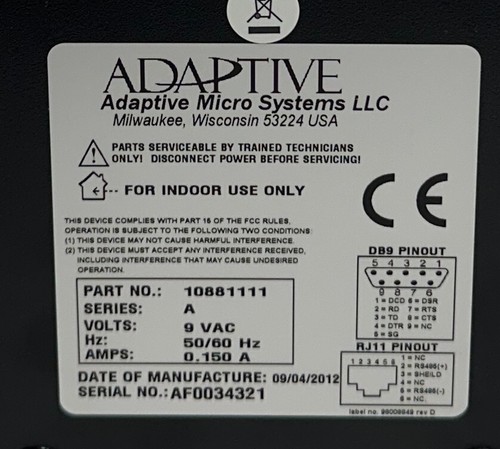 ADAPTIVE
Adaptive Micro Systems LLC
Milwaukee, Wisconsin 53224 USA
PARTS SERVICEABLE BY TRAINED TECHNICIANS
ONLY! DISCONNECT POWER BEFORE SERVICING!
FOR INDOOR USE ONLY
CE
THIS DEVICE COMPLIES WITH PART 15 OF THE FCC RULES.
OPERATION IS SUBJECT TO THE FOLLOWING TWO CONDITIONS:
(1) THIS DEVICE MAY NOT CAUSE HARMFUL INTERFERENCE.
(2) THIS DEVICE MUST ACCEPT ANY INTERFERENCE RECEIVED,
INCLUDING INTERFERENCE THAT MAY CAUSE UNDESIRED
OPERATION.
PART NO.: 10881111
SERIES: A
VOLTS: 9 VAC
Hz: 50/60 Hz
AMPS: 0.150 A
DATE OF MANUFACTURE: 09/04/2012
SERIAL NO.: AF0034321
DB9 PINOUT
5 4 3 2 1
9 8 7 6
1 = DCD 6 = DSR
2 = RD 7 = RTS
3 = TD 8 = CTS
4 = DTR 9 = NC
5 = SG
RJ11 PINOUT
1 2 3 4 5 6
1 = NC
2 = RS485(+)
3 = SHEILD
4 = NC
5 = RS485(-)
6 = NC
label no. rev D